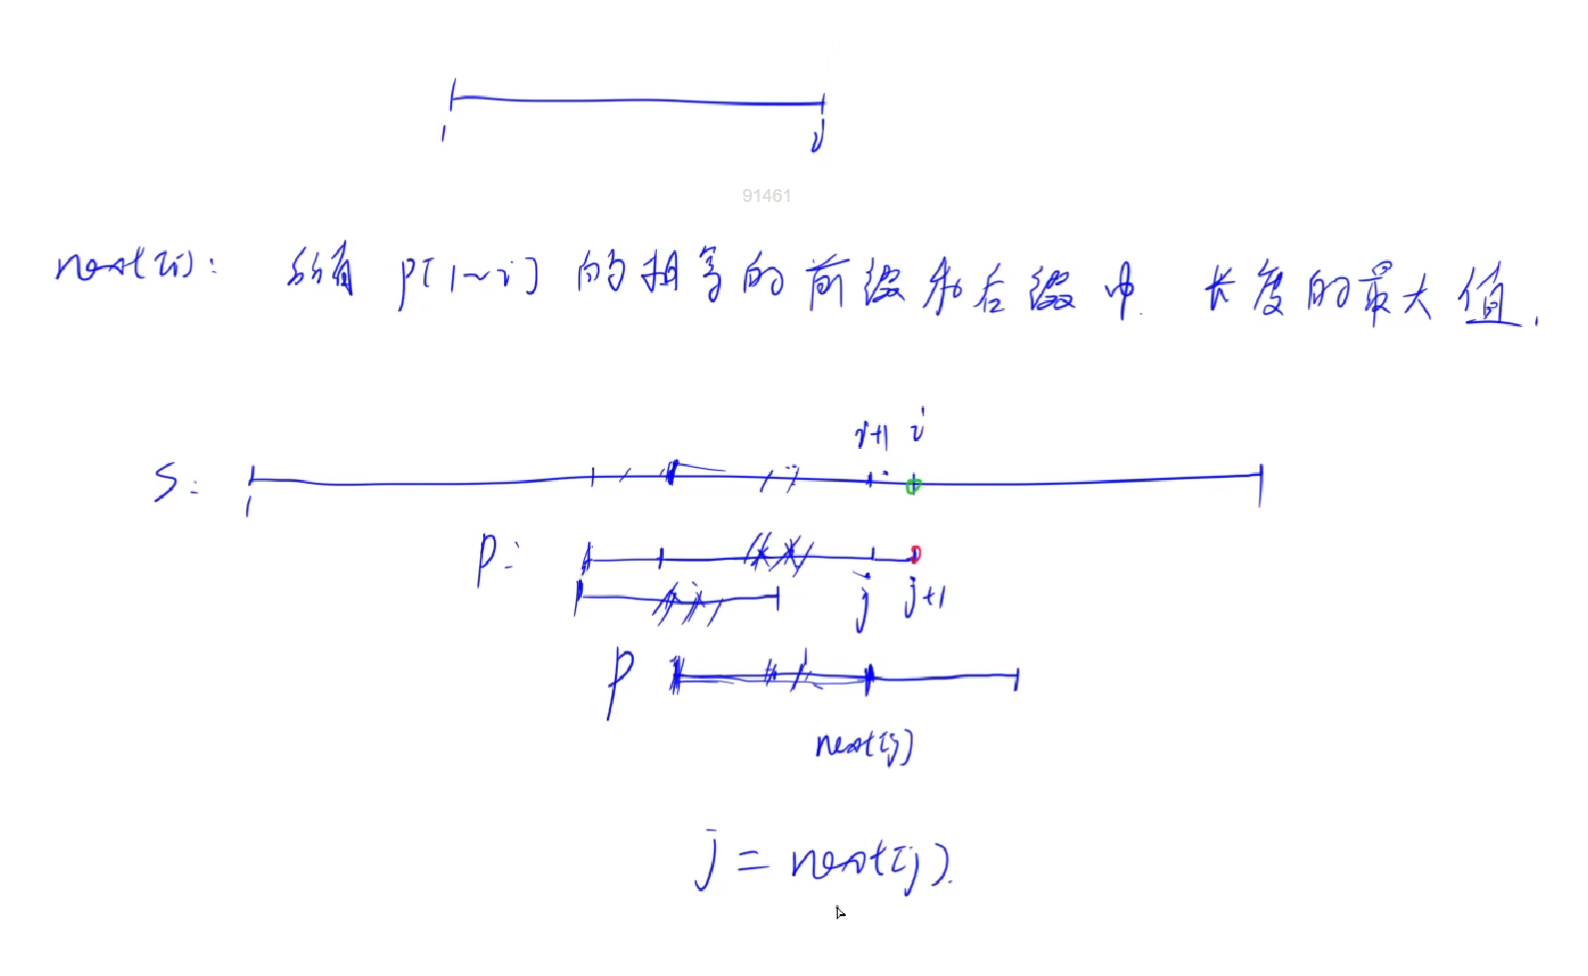 1 i
91461
next[i]: 所有 p[1~i] 的相等的前缀和后缀中 长度的最大值.
i-1 i
S:
1
P:
j j+1
P
next[j]
j = next[j].